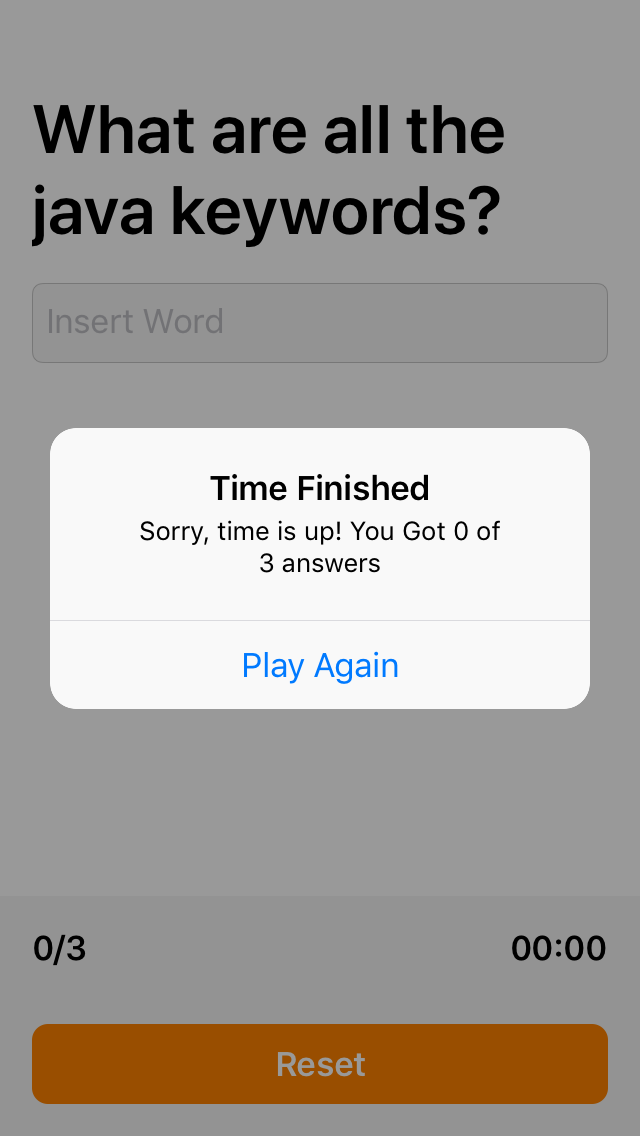 What are all the
java keywords?
Insert Word
Time Finished
Sorry, time is up! You Got 0 of
3 answers
Play Again
0/3
00:00
Reset